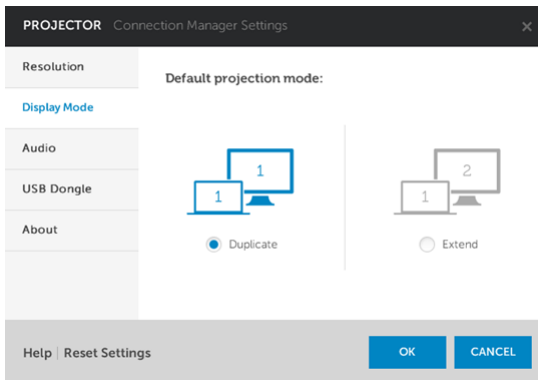 PROJECTOR Connection Manager Settings ×
Resolution
Display Mode
Audio
USB Dongle
About
Default projection mode:
1
1
Duplicate
2
1
Extend
Help | Reset Settings
OK
CANCEL